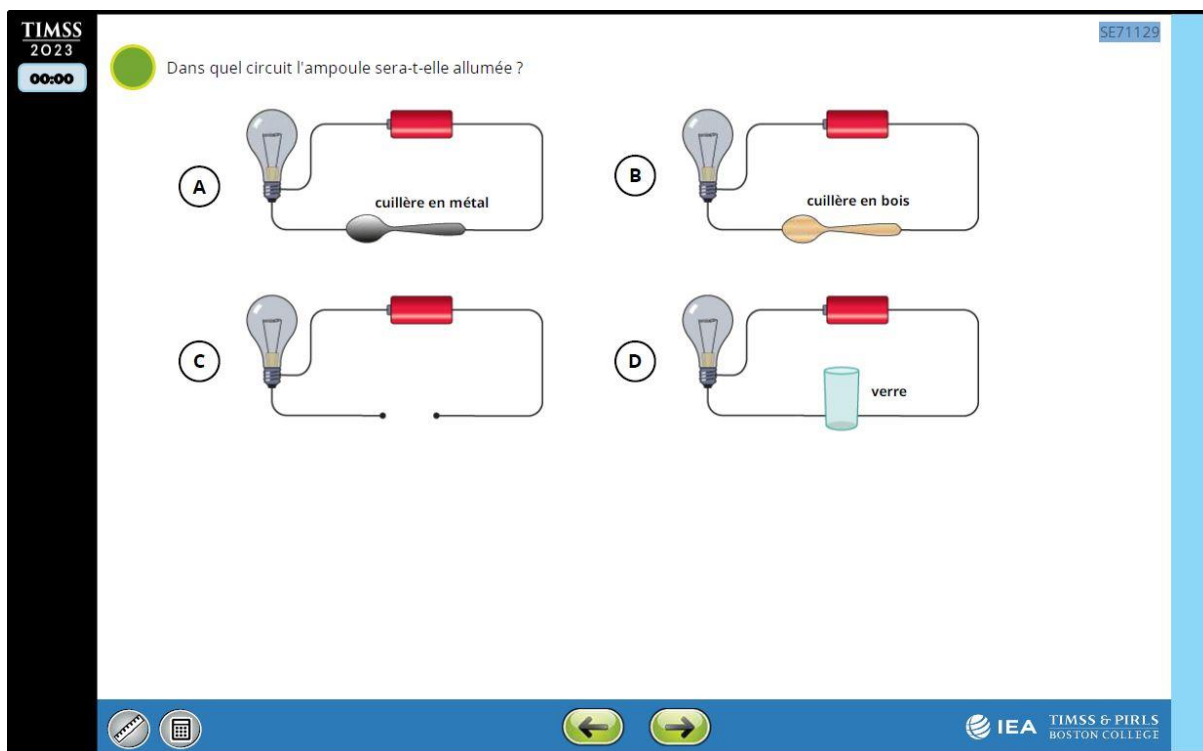 TIMSS
2023
00:00
SE71129
Dans quel circuit l'ampoule sera-t-elle allumée ?
A
cuillère en métal
B
cuillère en bois
C
D
verre
IEA
TIMSS & PIRLS
BOSTON COLLEGE